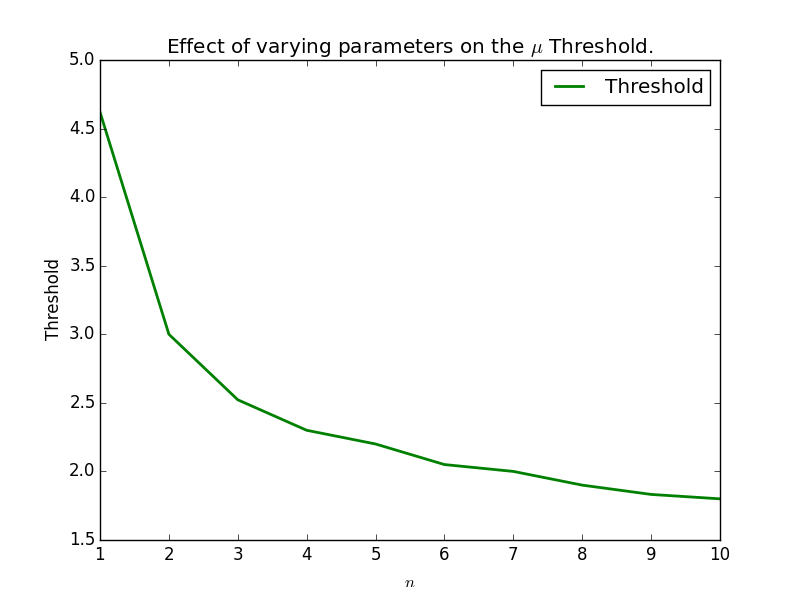 Effect of varying parameters on the μ Threshold.
Threshold
5.0
4.5
4.0
3.5
3.0
2.5
2.0
1.5
Threshold
1 2 3 4 5 6 7 8 9 10
n